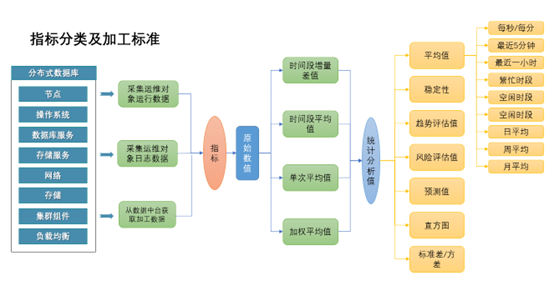 指标分类及加工标准
分布式数据库
节点
操作系统
数据库服务
存储服务
网络
存储
集群组件
负载均衡
采集运维对
象运行数据
采集运维对
象日志数据
从数据中台获
取加工数据
指标
原始数值
时间段增量
差值
时间段平均
值
单次平均值
加权平均值
统计分析值
平均值
稳定性
趋势评估值
风险评估值
预测值
直方图
标准差/方
差
每秒/每分
最近5分钟
最近一小时
繁忙时段
空闲时段
空闲时段
日平均
周平均
月平均